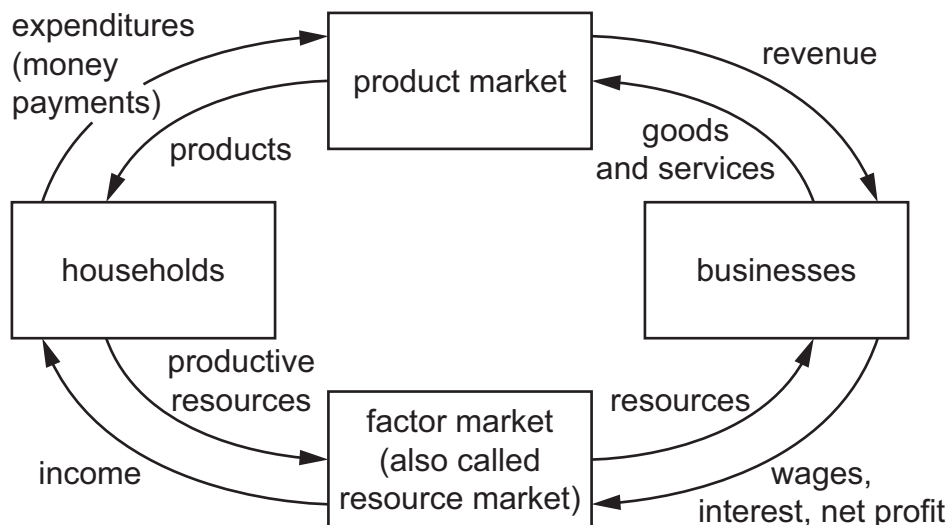 expenditures
(money
payments)
product market
revenue
products
goods
and services
households
businesses
productive
resources
factor market
(also called
resource market)
resources
income
wages,
interest, net profit